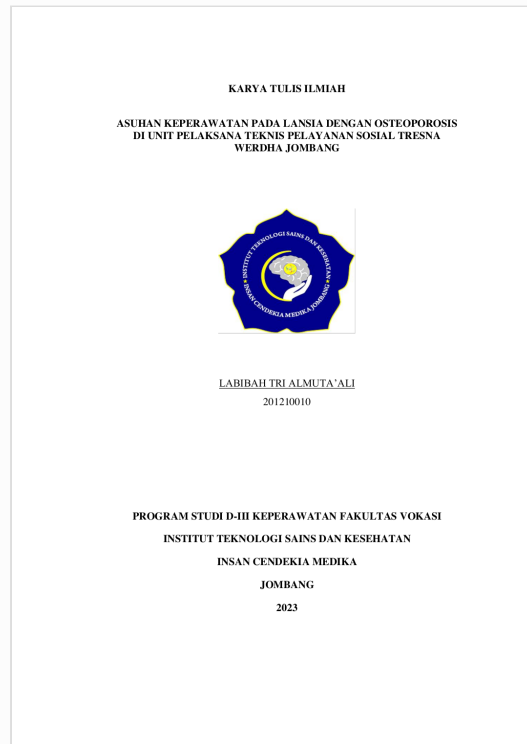 KARYA TULIS ILMIAH
ASUHAN KEPERAWATAN PADA LANSIA DENGAN OSTEOPOROSIS
DI UNIT PELAKSANA TEKNIS PELAYANAN SOSIAL TRESNA
WERDHA JOMBANG
INSTITUT TEKNOLOGI SAINS DAN KESEHATAN
INSAN CENDEKIA MEDIKA JOMBANG
LABIBAH TRI ALMUTA’ALI
201210010
PROGRAM STUDI D-III KEPERAWATAN FAKULTAS VOKASI
INSTITUT TEKNOLOGI SAINS DAN KESEHATAN
INSAN CENDEKIA MEDIKA
JOMBANG
2023